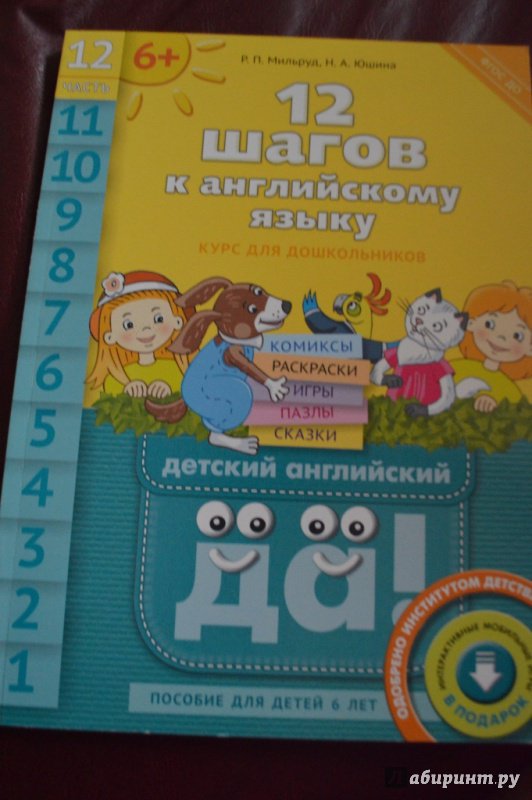 12
ЧАСТЬ
11
10
9
8
7
6
5
4
3
2
1
6+
Р. П. Мильруд, Н. А. Юшина
ФГОС ДО
12
шагов
к английскому
языку
КУРС ДЛЯ ДОШКОЛЬНИКОВ
КОМИКСЫ
РАСКРАСКИ
ИГРЫ
ПАЗЛЫ
СКАЗКИ
детский английский
да!
ПОСОБИЕ ДЛЯ ДЕТЕЙ 6 ЛЕТ
ОДОБРЕНО ИНСТИТУТОМ ДЕТСТВА
ИНТЕРАКТИВНЫЕ МОБИЛЬНЫЕ
В ПОДАРОК
Лабиринт.ру